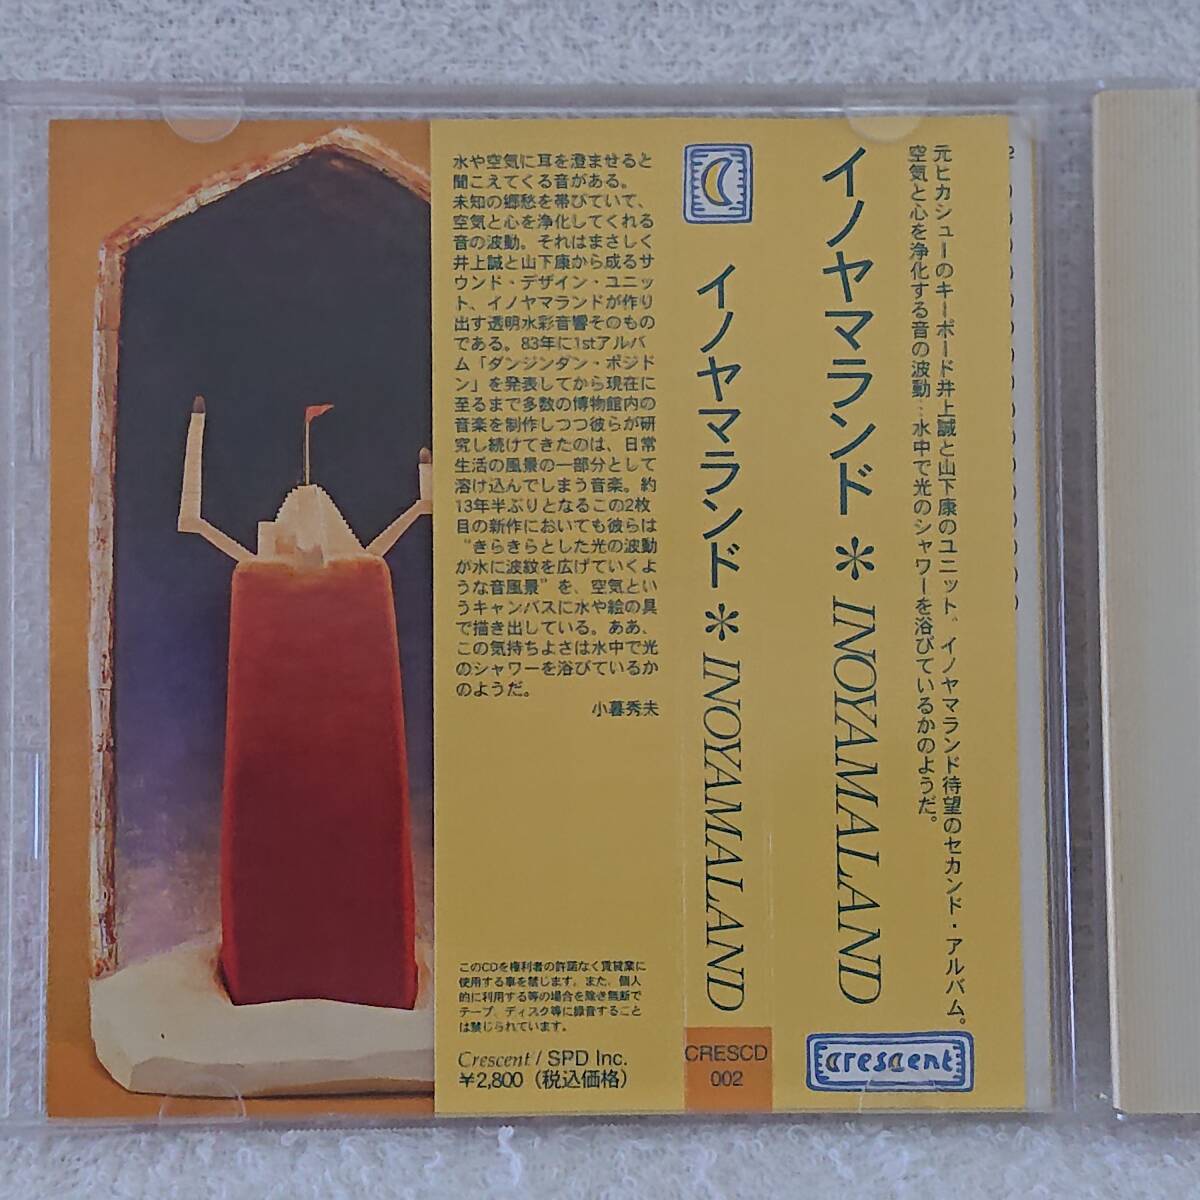 水や空気に耳を澄ませると
聞こえてくる音がある。
未知の郷愁を帯びていて、
空気と心を浄化してくれる
音の波動。それはまさしく
井上誠と山下康から成るサ
ウンド・デザイン・ユニッ
ト、イノヤマランドが作り
出す透明水彩音響そのもの
である。83年に1stアルバ
ム「ダンジンダン・ポジド
ン」を発表してから現在に
至るまで多数の博物館内の
音楽を制作しつつ彼らが研
究し続けてきたのは、日常
生活の風景の一部分として
溶け込んでしまう音楽。約
13年半ぶりとなるこの2枚
目の新作においても彼らは
“きらきらとした光の波動
が水に波紋を広げていくよ
うな音風景”を、空気とい
うキャンバスに水や絵の具
で描き出している。ああ、
この気持ちよさは水中で光
のシャワーを浴びているか
のようだ。
小暮秀夫
このCDを権利者の許諾なく賃貸業に
使用する事を禁じます。また、個人
的に利用する等の場合を除き無断で
テープ、ディスク等に録音すること
は禁じられています。
Crescent / SPD Inc.
¥2,800（税込価格）
イノヤマランド＊INOYAMALAND
CRESCD
002
イノヤマランド＊INOYAMALAND
crescent
元ヒカシューのキーボード井上誠と山下康のユニット。イノヤマランド待望のセカンド・アルバム。
空気と心を浄化する音の波動…水中で光のシャワーを浴びているかのようだ。